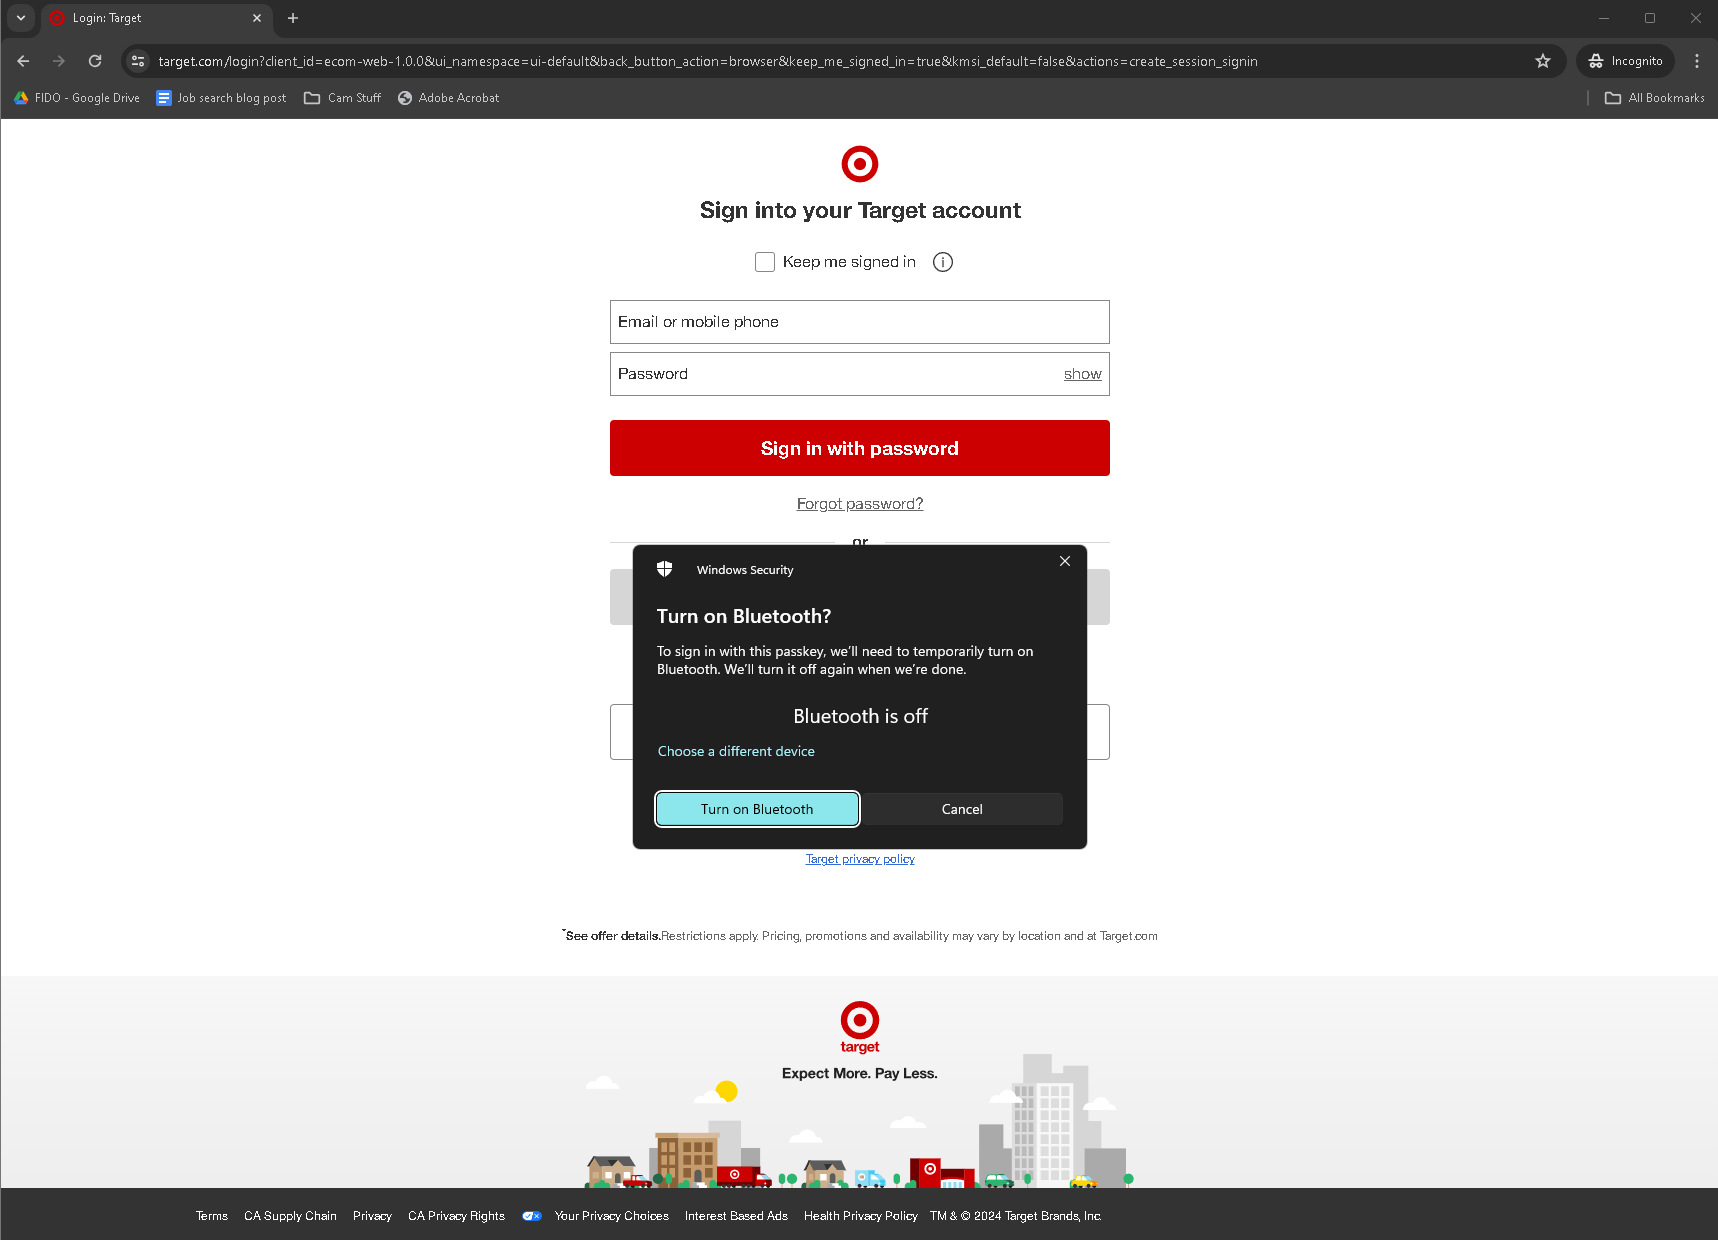 Login: Target
target.com/login?client_id=ecom-web-1.0.0&ui_namespace=ui-default&back_button_action=browser&keep_me_signed_in=true&kmsi_default=false&actions=create_session_signin
Incognito
FIDO - Google Drive
Job search blog post
Cam Stuff
Adobe Acrobat
All Bookmarks
Sign into your Target account
Keep me signed in
Email or mobile phone
Password
show
Sign in with password
Forgot password?
or
Windows Security
Turn on Bluetooth?
To sign in with this passkey, we'll need to temporarily turn on
Bluetooth. We'll turn it off again when we're done.
Bluetooth is off
Choose a different device
Turn on Bluetooth
Cancel
Target privacy policy
*See offer details.Restrictions apply. Pricing, promotions and availability may vary by location and at Target.com
target
Expect More. Pay Less.
Terms
CA Supply Chain
Privacy
CA Privacy Rights
Your Privacy Choices
Interest Based Ads
Health Privacy Policy
TM & © 2024 Target Brands, Inc.